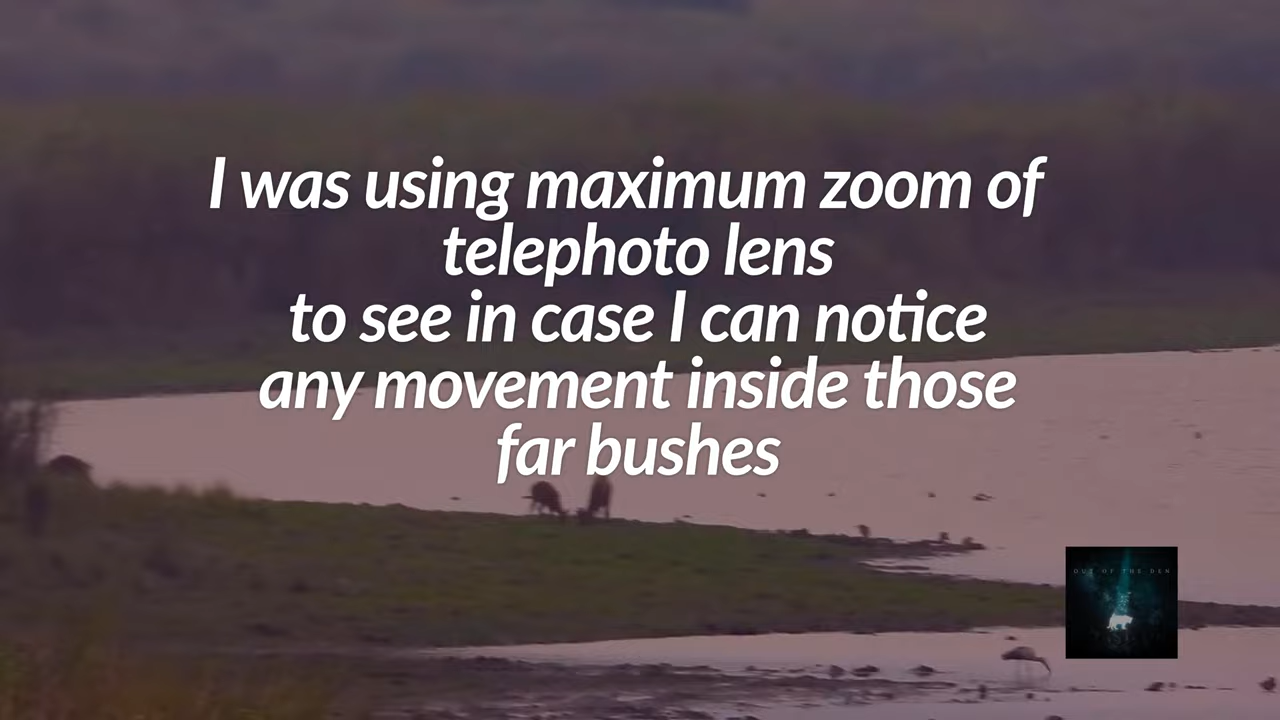 I was using maximum zoom of
telephoto lens
to see in case I can notice
any movement inside those
far bushes
OUT OF THE DEN